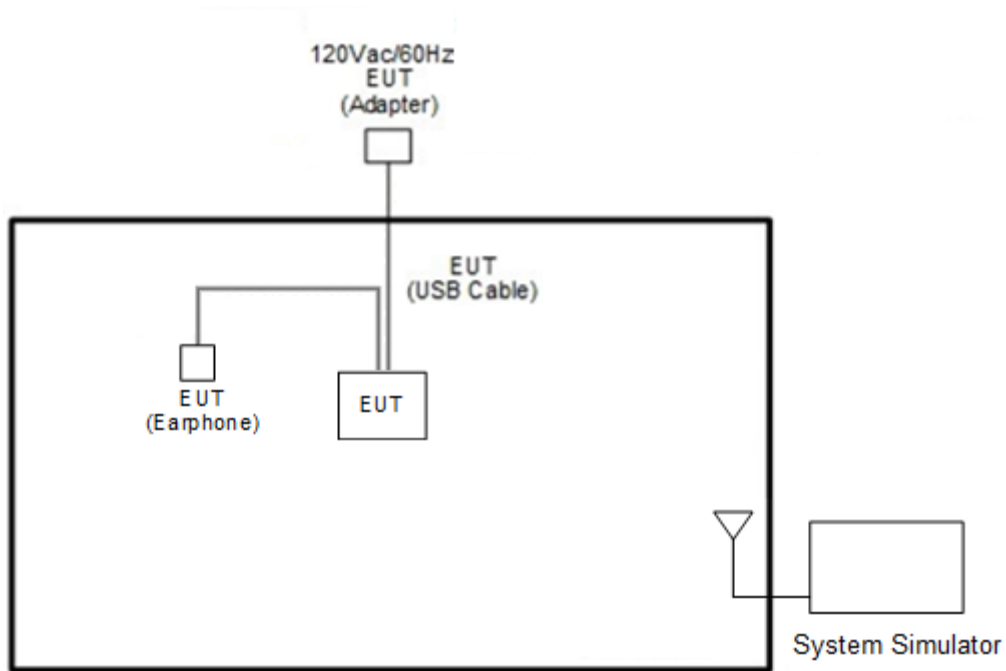 120Vac/60Hz
EUT
(Adapter)
EUT
(USB Cable)
EUT
(Earphone)
EUT
System Simulator